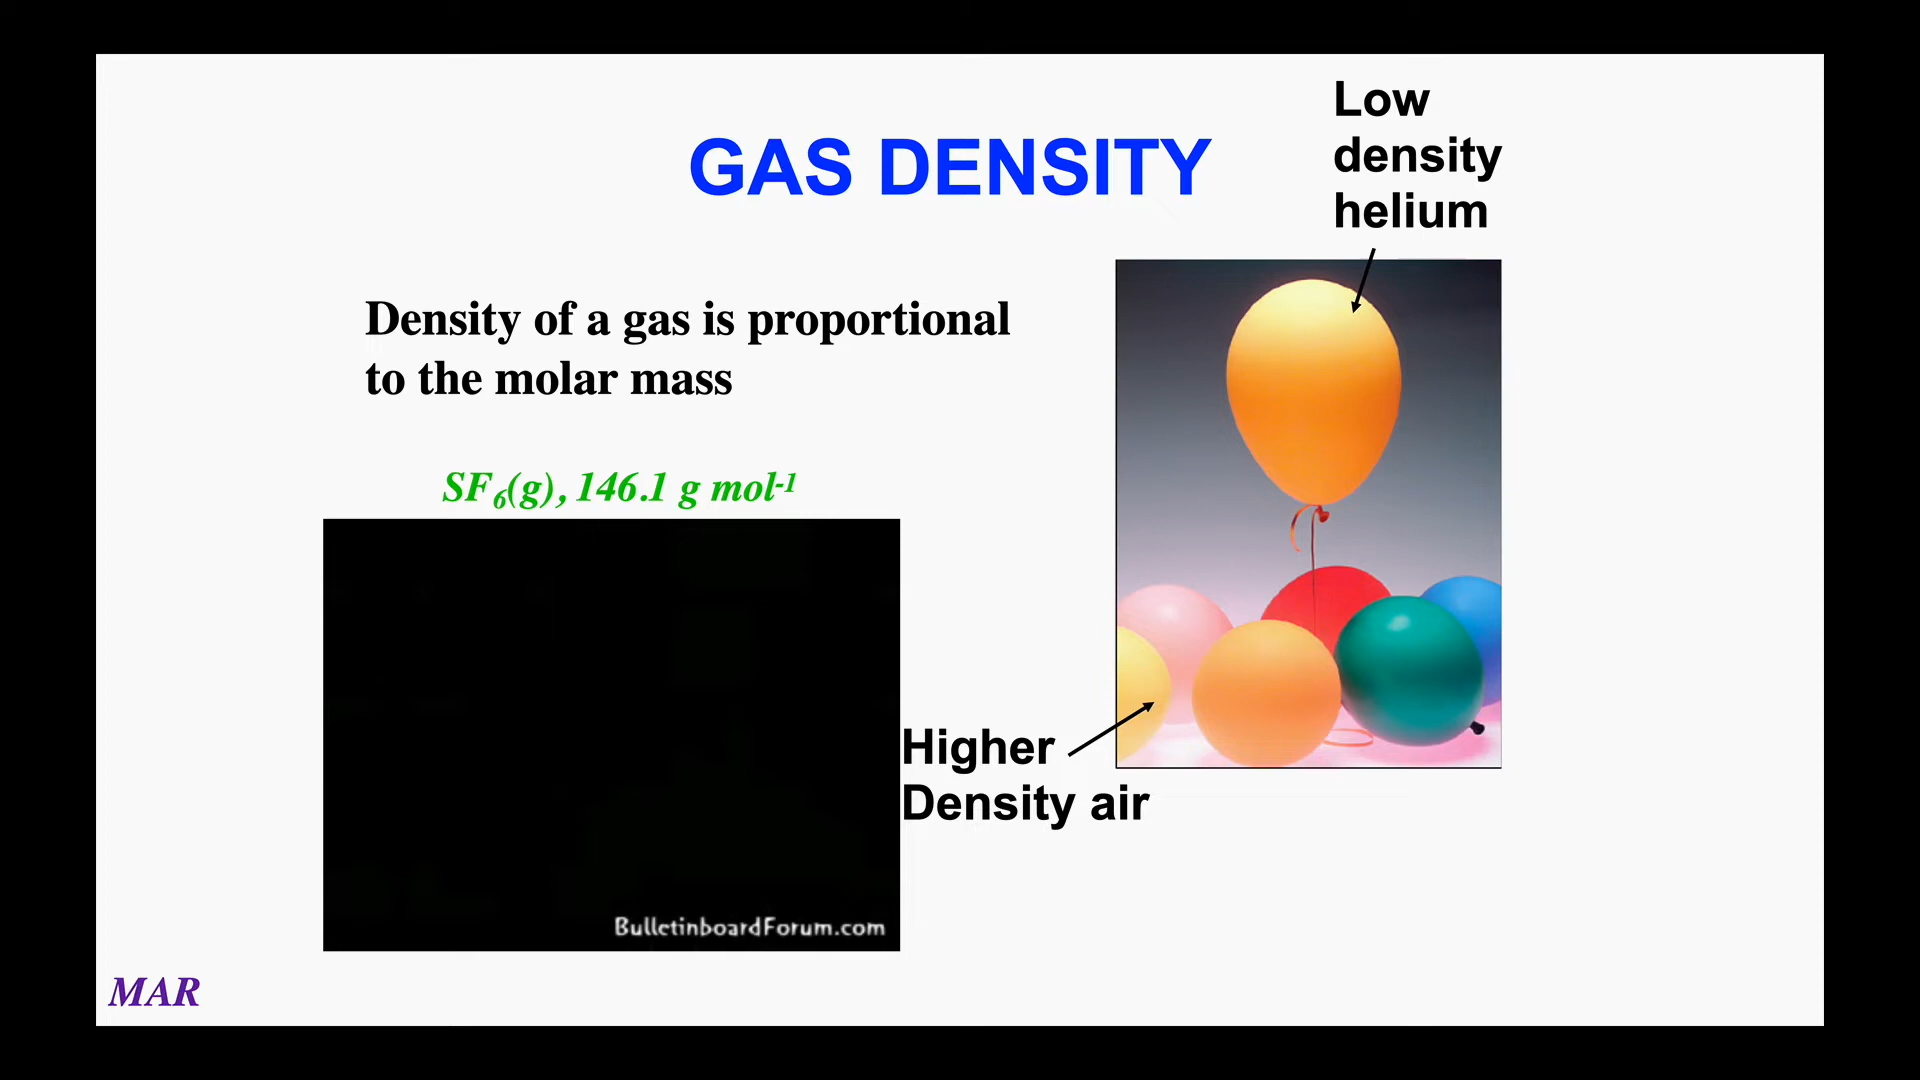 GAS DENSITY
Low
density
helium
Density of a gas is proportional
to the molar mass
SF₆(g), 146.1 g mol⁻¹
Higher
Density air
BulletinboardForum.com
MAR